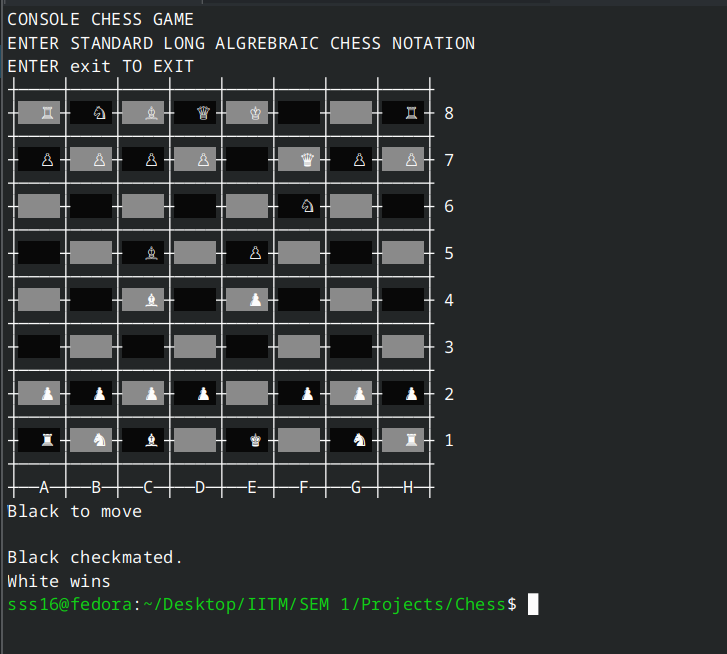 CONSOLE CHESS GAME
ENTER STANDARD LONG ALGREBRAIC CHESS NOTATION
ENTER exit TO EXIT
♖ ♘ ♗ ♕ ♔ ♖ 8
♙ ♙ ♙ ♙ ♛ ♙ ♙ 7
♘ 6
♗ ♙ 5
♝ ♟ 4
3
♟ ♟ ♟ ♟ ♟ ♟ ♟ 2
♜ ♞ ♝ ♚ ♞ ♜ 1
A B C D E F G H
Black to move
Black checkmated.
White wins
sss16@fedora:~/Desktop/IITM/SEM 1/Projects/Chess$